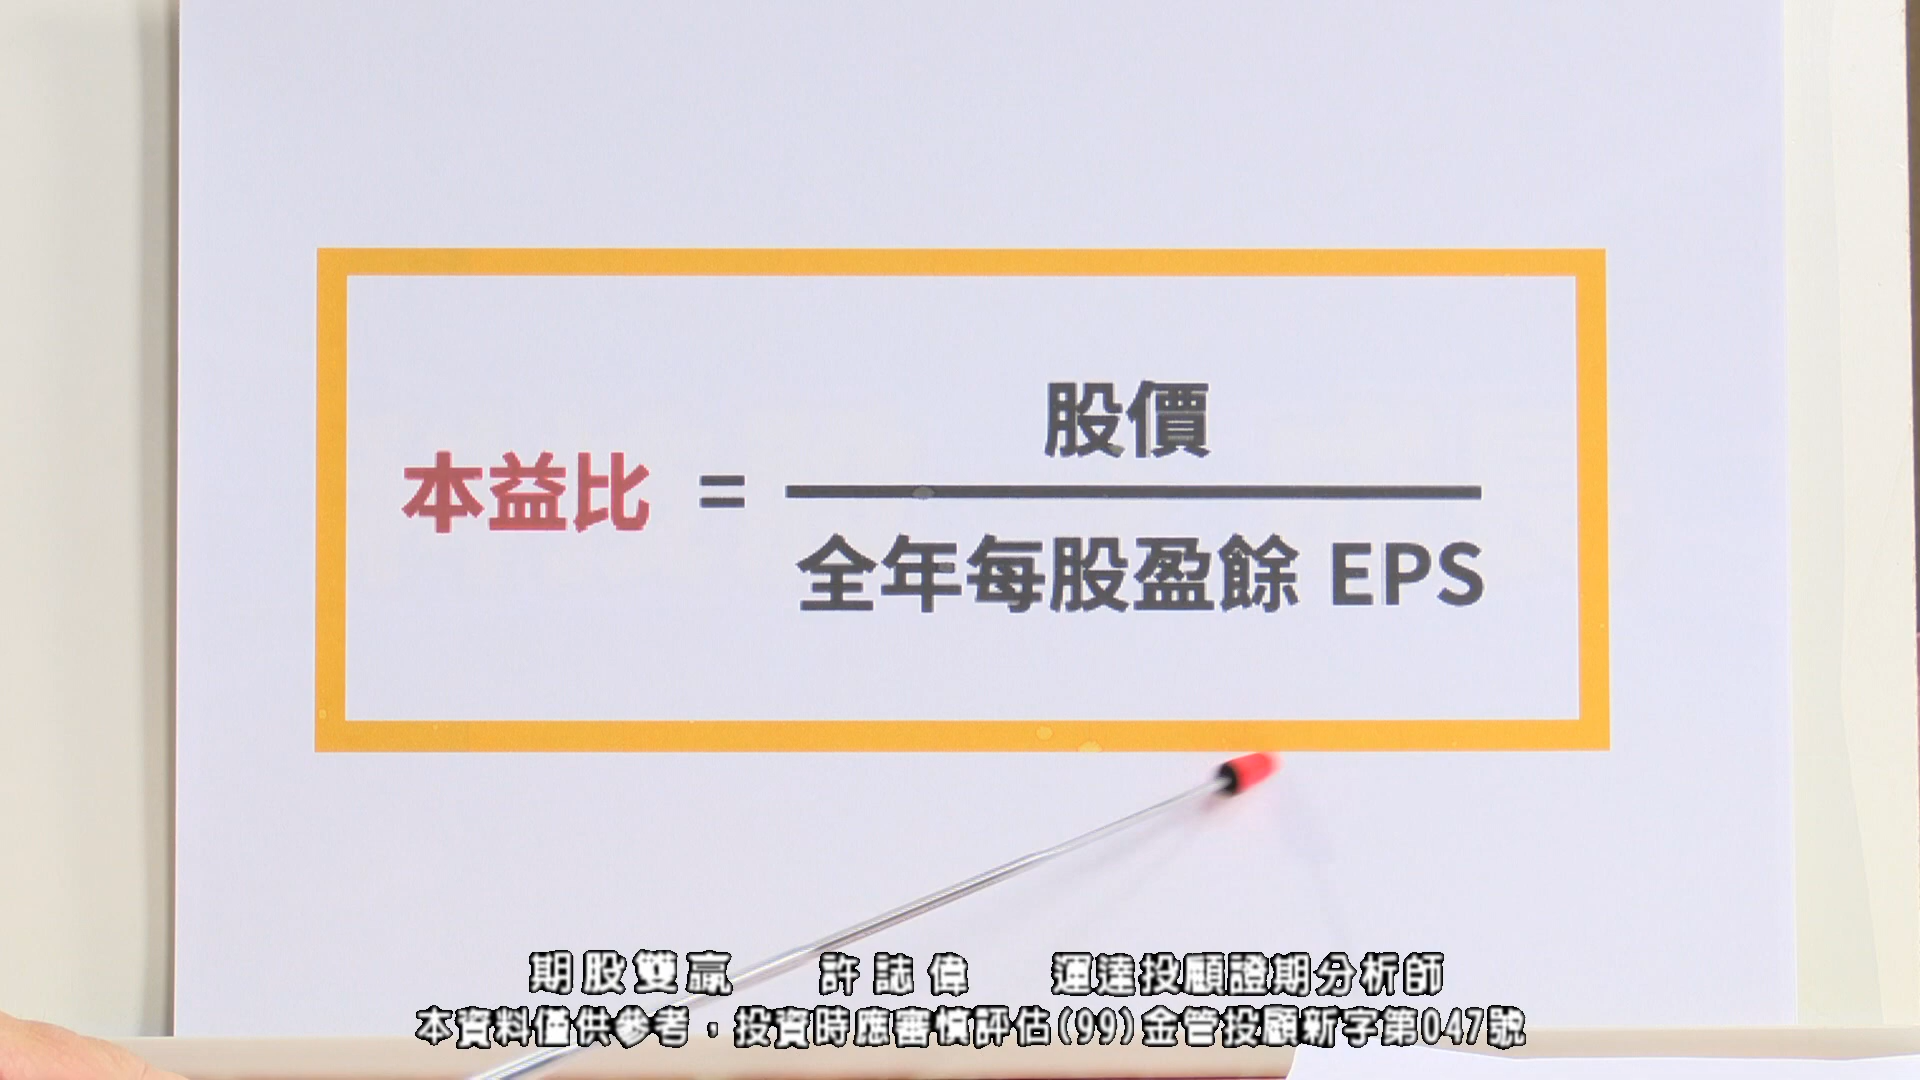 股價
本益比 =
全年每股盈餘 EPS
期股雙贏 許誌偉 運達投顧證期分析師
本資料僅供參考，投資時應審慎評估(99)金管投顧新字第047號